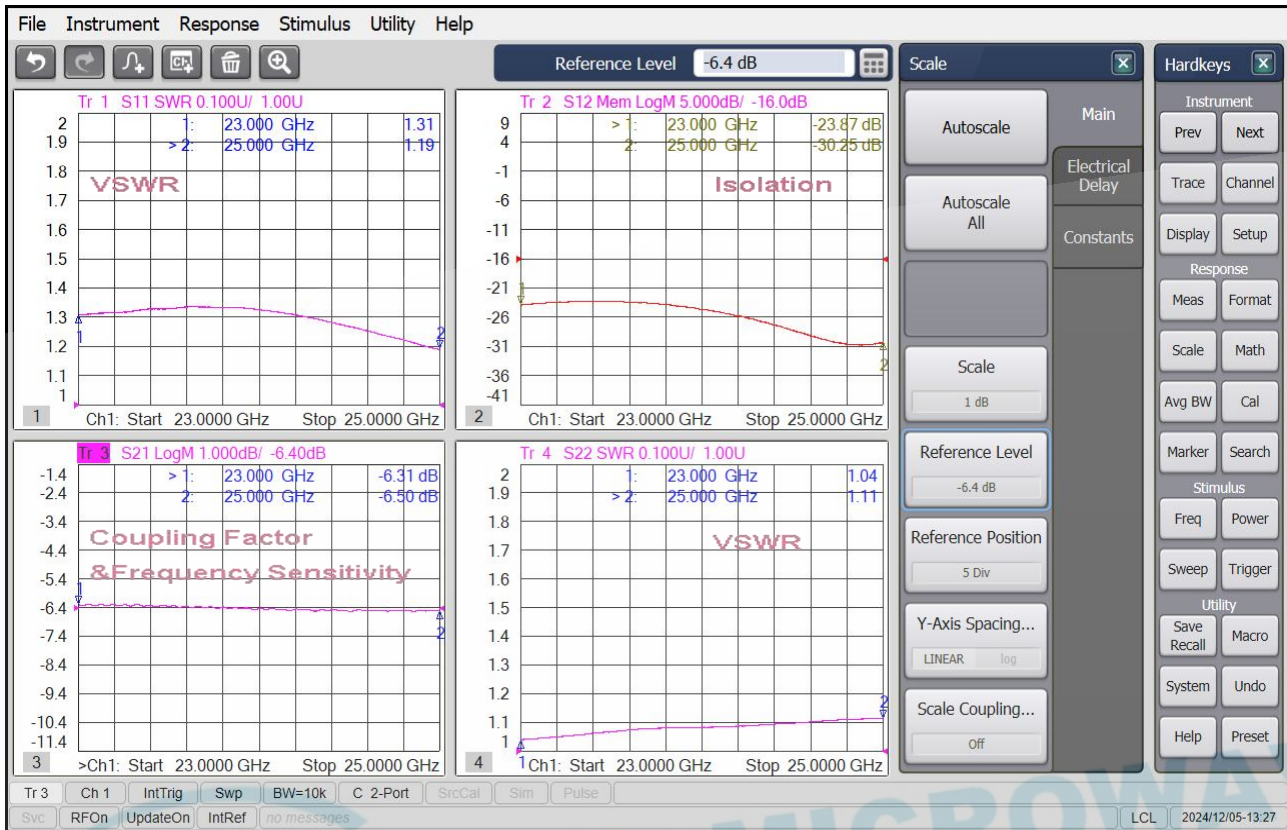 File Instrument Response Stimulus Utility Help
Reference Level -6.4 dB
Tr 1 S11 SWR 0.100U/ 1.00U
1: 23.000 GHz 1.31
> 2: 25.000 GHz 1.19
VSWR
2
1.9
1.8
1.7
1.6
1.5
1.4
1.3
1.2
1.1
1
1
2
1 Ch1: Start 23.0000 GHz Stop 25.0000 GHz
Tr 2 S12 Mem LogM 5.000dB/ -16.0dB
> 1: 23.000 GHz -23.87 dB
2: 25.000 GHz -30.25 dB
Isolation
9
4
-1
-6
-11
-16
-21
-26
-31
-36
-41
1
2
2 Ch1: Start 23.0000 GHz Stop 25.0000 GHz
Tr 3 S21 LogM 1.000dB/ -6.40dB
> 1: 23.000 GHz -6.31 dB
2: 25.000 GHz -6.50 dB
Coupling Factor
&Frequency Sensitivity
-1.4
-2.4
-3.4
-4.4
-5.4
-6.4
-7.4
-8.4
-9.4
-10.4
-11.4
1
2
3 >Ch1: Start 23.0000 GHz Stop 25.0000 GHz
Tr 4 S22 SWR 0.100U/ 1.00U
1: 23.000 GHz 1.04
> 2: 25.000 GHz 1.11
VSWR
2
1.9
1.8
1.7
1.6
1.5
1.4
1.3
1.2
1.1
1
2
1
4 Ch1: Start 23.0000 GHz Stop 25.0000 GHz
Scale
Autoscale
Autoscale
All
Scale
1 dB
Reference Level
-6.4 dB
Reference Position
5 Div
Y-Axis Spacing...
LINEAR log
Scale Coupling...
Off
Main
Electrical
Delay
Constants
Hardkeys
Instrument
Prev Next
Trace Channel
Display Setup
Response
Meas Format
Scale Math
Avg BW Cal
Marker Search
Stimulus
Freq Power
Sweep Trigger
Utility
Save
Recall Macro
System Undo
Help Preset
Tr 3 Ch 1 IntTrig Swp BW=10k C 2-Port SrcCal Sim Pulse
Svc RFOn UpdateOn IntRef no messages LCL 2024/12/05-13:27